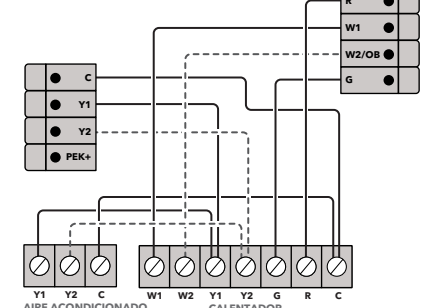 R
W1
W2/OB
G
C
Y1
Y2
PEK+
Y1 Y2 C
W1 W2 Y1 Y2 G R C
AIRE ACONDICIONADO
CALENTADOR